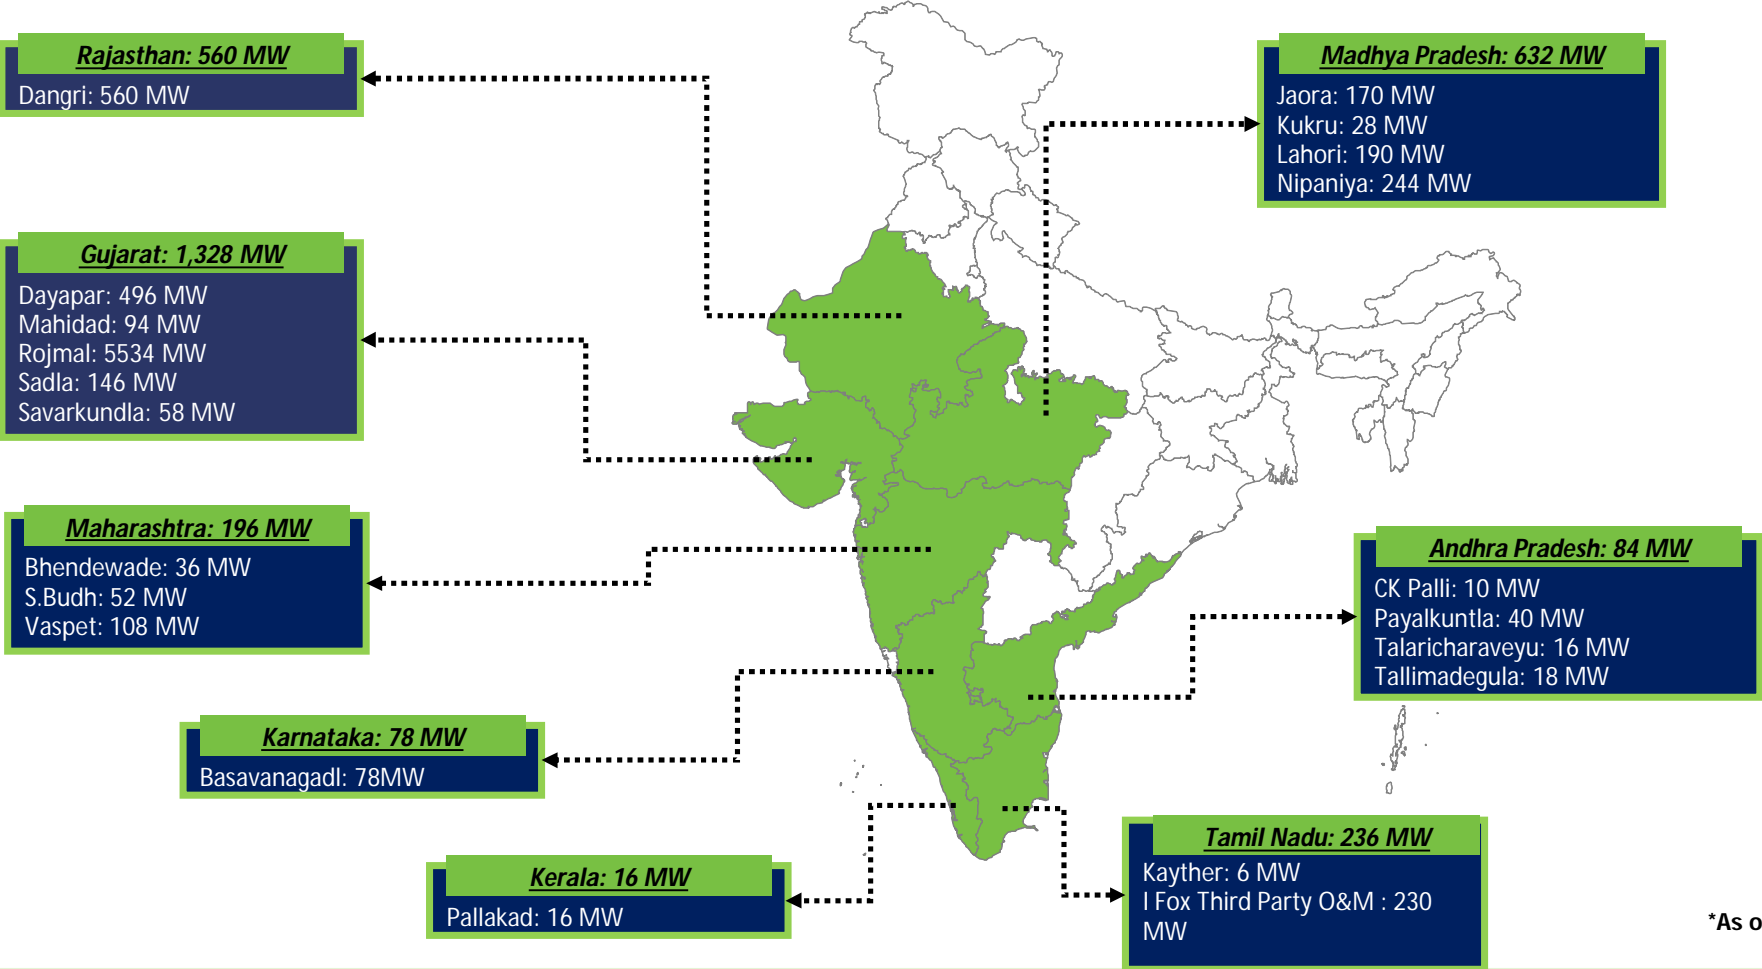 Rajasthan: 560 MW
Dangri: 560 MW
Gujarat: 1,328 MW
Dayapar: 496 MW
Mahidad: 94 MW
Rojmal: 5534 MW
Sadla: 146 MW
Savarkundla: 58 MW
Maharashtra: 196 MW
Bhendewade: 36 MW
S.Budh: 52 MW
Vaspet: 108 MW
Karnataka: 78 MW
Basavanagadl: 78MW
Kerala: 16 MW
Pallakad: 16 MW
Madhya Pradesh: 632 MW
Jaora: 170 MW
Kukru: 28 MW
Lahori: 190 MW
Nipaniya: 244 MW
Andhra Pradesh: 84 MW
CK Palli: 10 MW
Payalkuntla: 40 MW
Talaricharaveyu: 16 MW
Tallimadegula: 18 MW
Tamil Nadu: 236 MW
Kayther: 6 MW
I Fox Third Party O&M : 230
MW
*As o